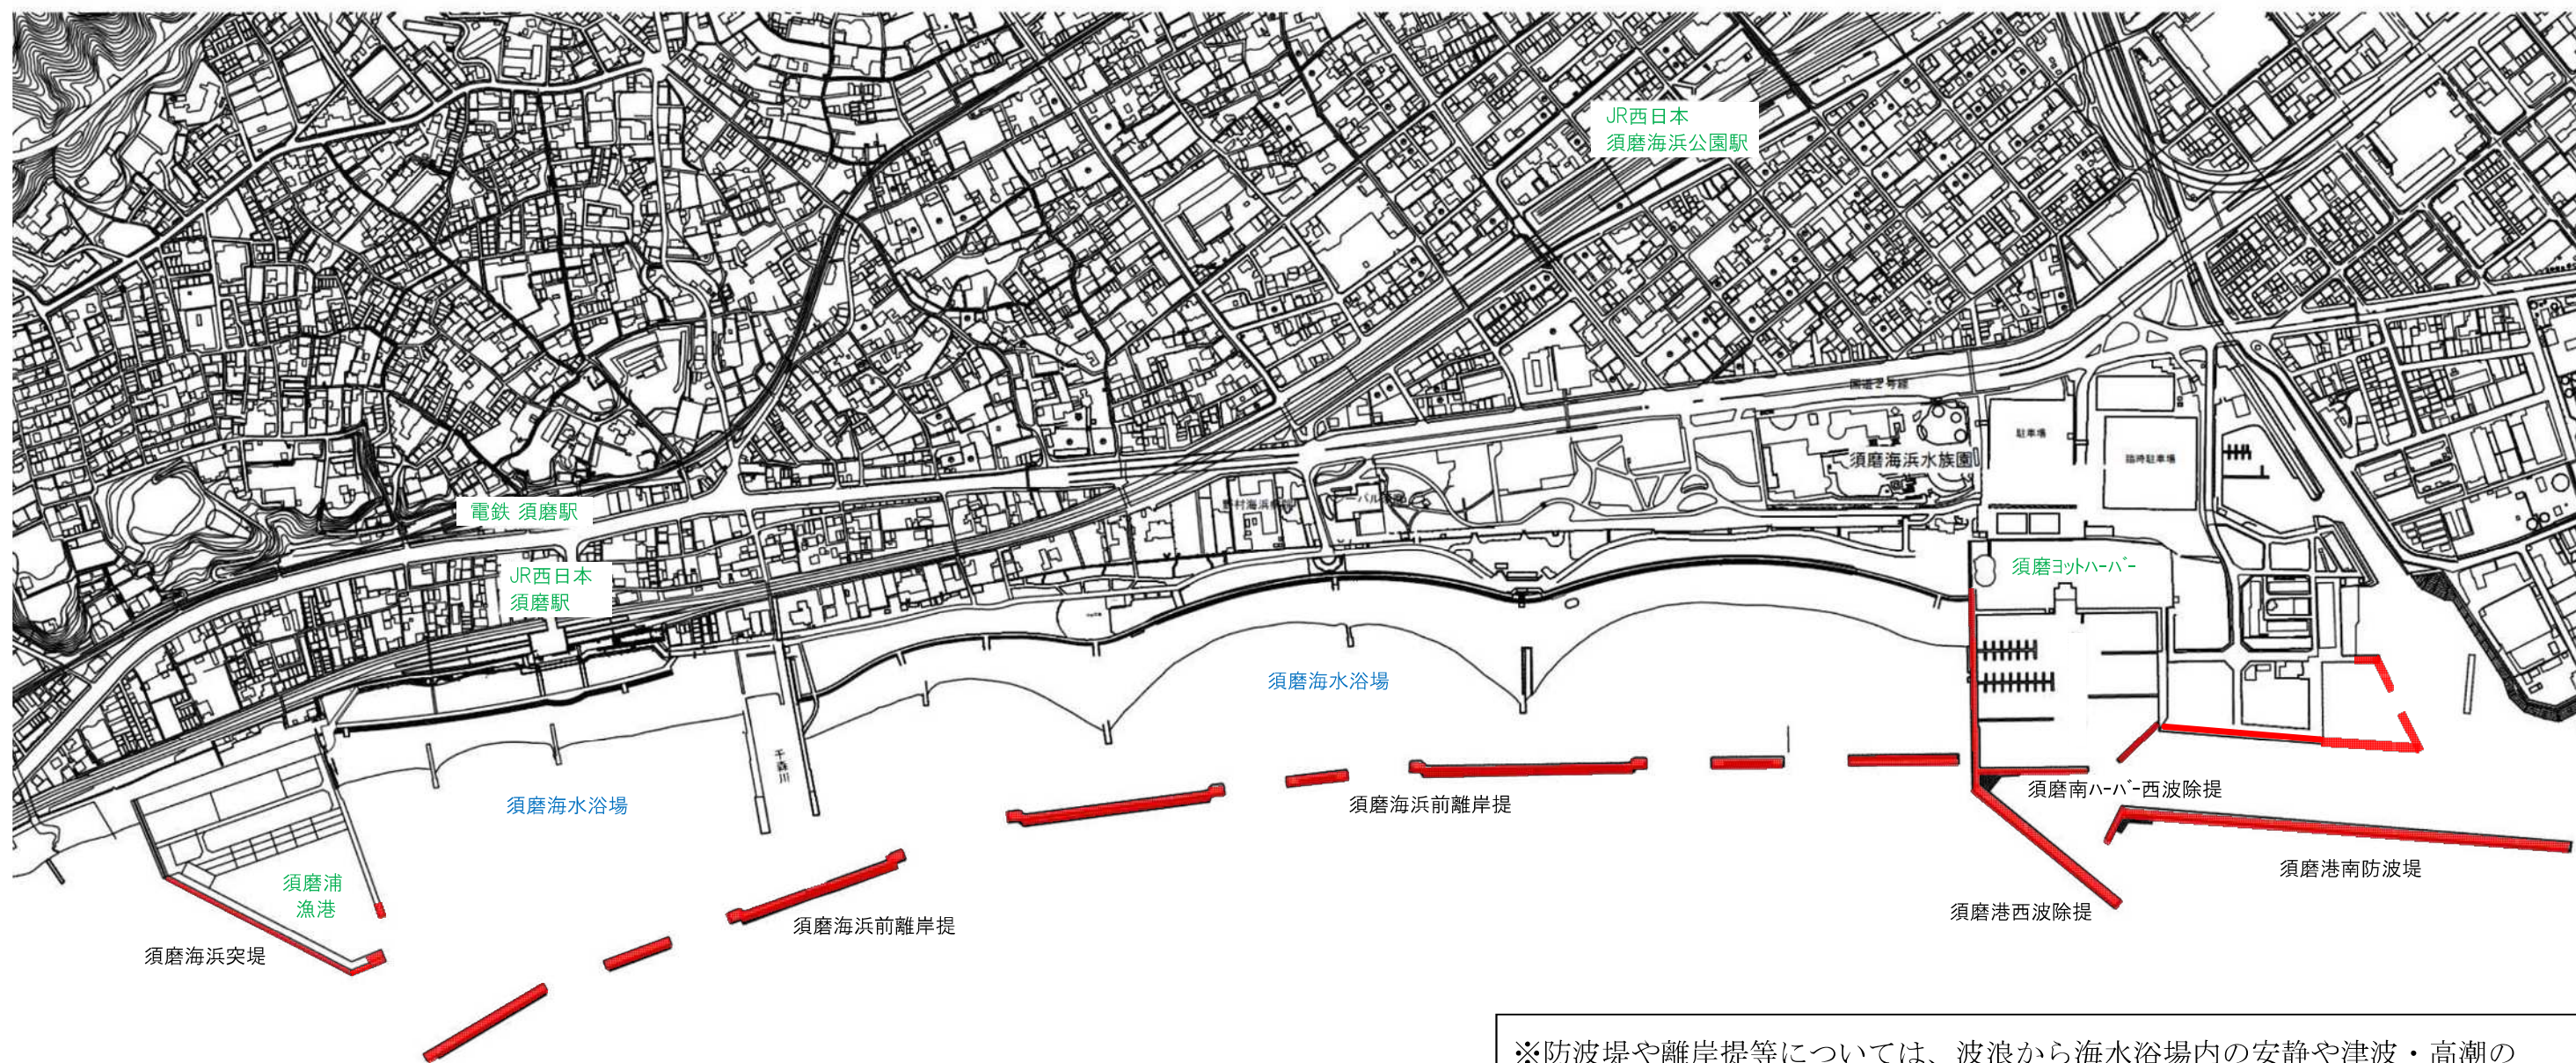 JR西日本
須磨海浜公園駅
国道2号線
駐車場
臨時駐車場
須磨海浜水族園
電鉄 須磨駅
JR西日本
須磨駅
須磨ヨットハーバー
須磨海水浴場
千森川
須磨海水浴場
須磨海浜前離岸提
須磨南ハーバー西波除提
須磨港南防波堤
須磨浦
漁港
須磨港西波除提
須磨海浜前離岸提
須磨海浜突堤
※防波堤や離岸提等については、波浪から海水浴場内の安静や津波・高潮の